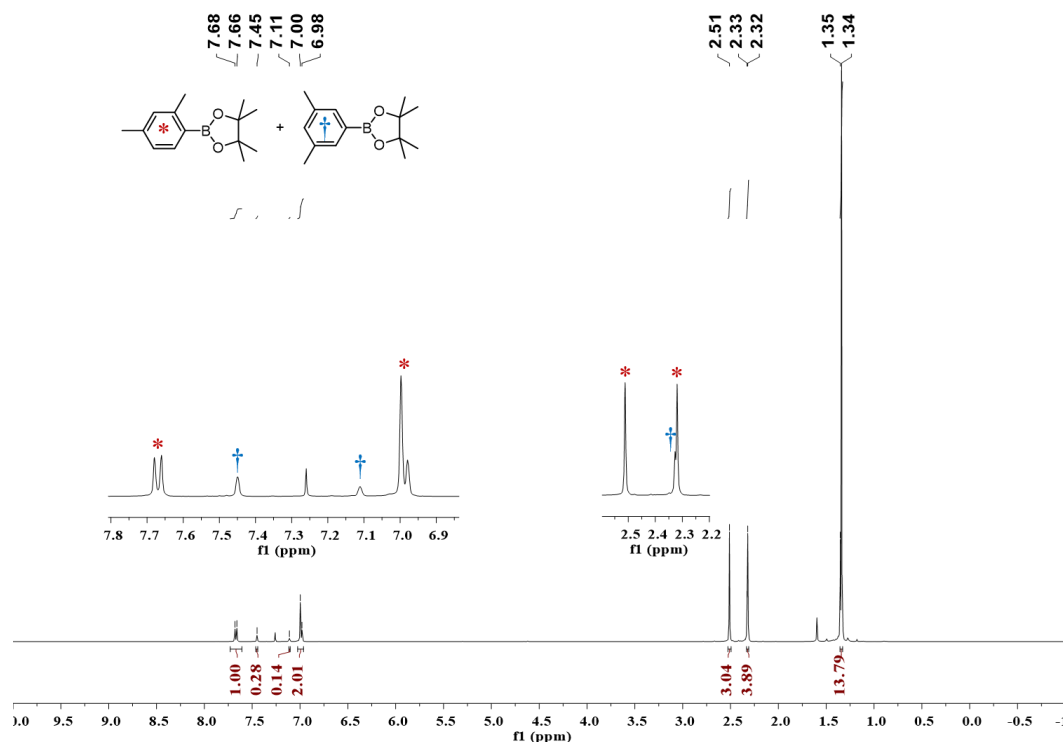 7.68 7.66 7.45 7.11 7.00 6.98 2.51 2.33 2.32 1.35 1.34
* B O O + † B O O
* † † * * † *
7.8 7.7 7.6 7.5 7.4 7.3 7.2 7.1 7.0 6.9
f1 (ppm)
2.5 2.4 2.3 2.2
f1 (ppm)
1.00 0.28 0.14 2.01 3.04 3.89 13.79
0.0 9.5 9.0 8.5 8.0 7.5 7.0 6.5 6.0 5.5 5.0 4.5 4.0 3.5 3.0 2.5 2.0 1.5 1.0 0.5 0.0 -0.5 -1
f1 (ppm)